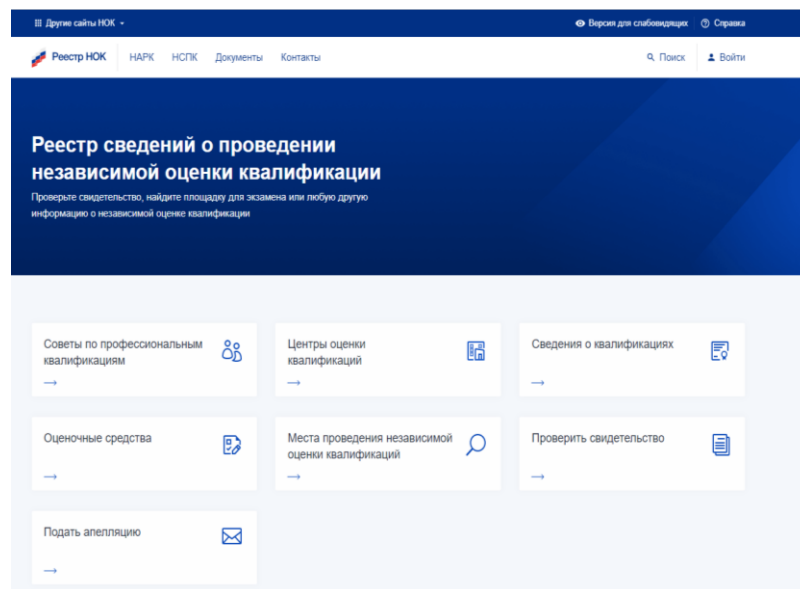 Другие сайты НОК
Версия для слабовидящих
Справка
Реестр НОК
НАРК
НСПК
Документы
Контакты
Поиск
Войти
Реестр сведений о проведении
независимой оценки квалификации
Проверьте свидетельство, найдите площадку для экзамена или любую другую
информацию о независимой оценке квалификации
Советы по профессиональным
квалификациям
Центры оценки
квалификаций
Сведения о квалификациях
Оценочные средства
Места проведения независимой
оценки квалификаций
Проверить свидетельство
Подать апелляцию